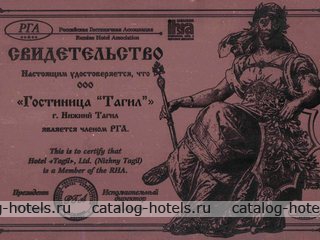 РГА
Российская Гостиничная Ассоциация
Russian Hotel Association
СВИДЕТЕЛЬСТВО
Настоящим удостоверяется, что
ООО
«Гостиница “Тагил”»
г. Нижний Тагил
является членом РГА.
This is to certify that
Hotel «Tagil», Ltd. (Nizhny Tagil)
is a Member of the RHA.
Президент
Исполнительный
директор
РГА
catalog-hotels.ru catalog-hotels.ru